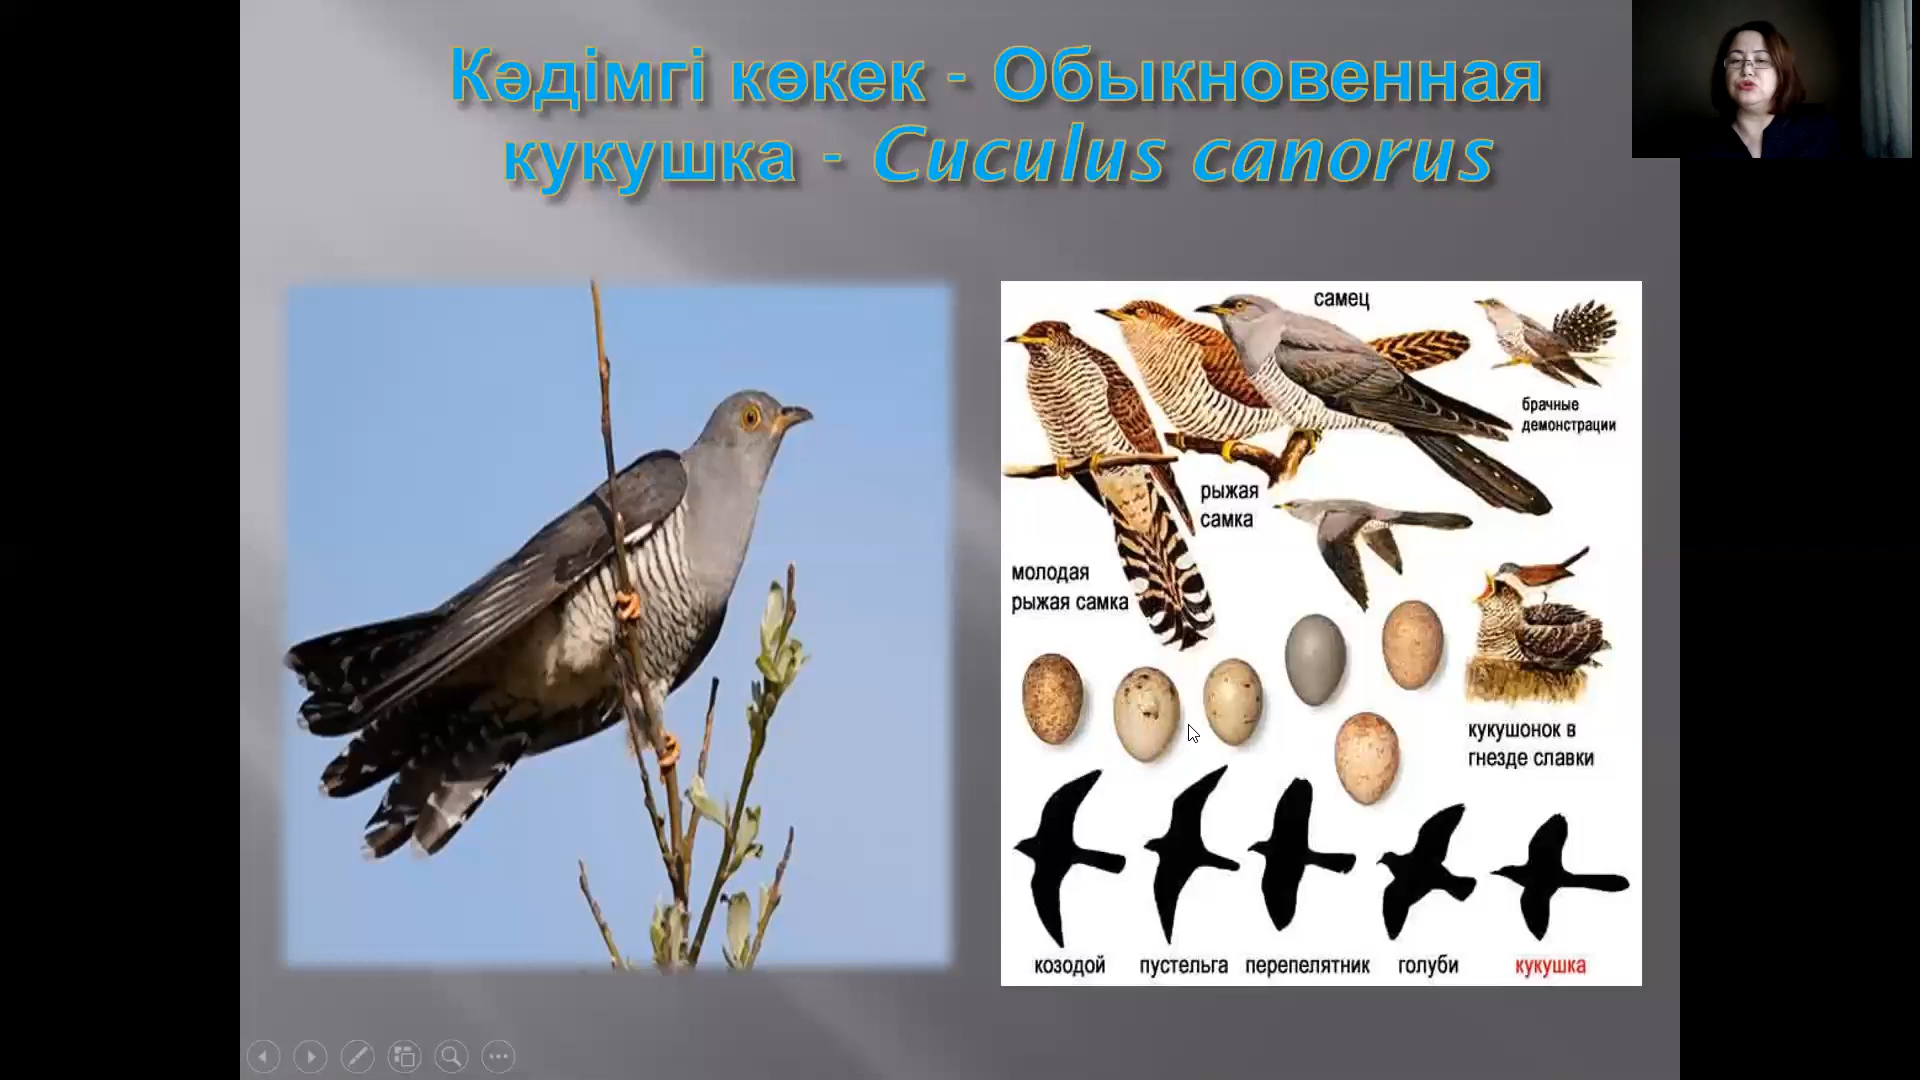 Кәдімгі көкек - Обыкновенная
кукушка - Cuculus canorus
самец
брачные
демонстрации
рыжая
самка
молодая
рыжая самка
кукушонок в
гнезде славки
козодой
пустельга
перепелятник
голуби
кукушка